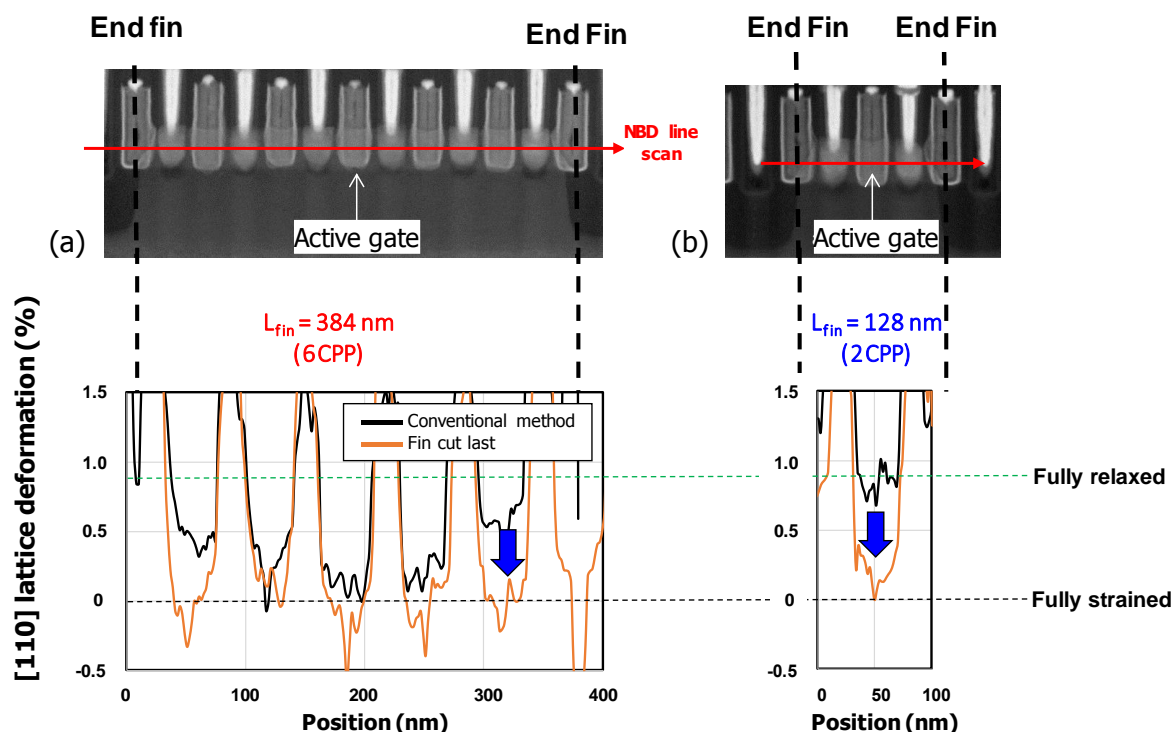 End fin
End Fin
End Fin
End Fin
NBD line
scan
(a)
Active gate
(b)
Active gate
L_fin = 384 nm
(6CPP)
L_fin = 128 nm
(2CPP)
[110] lattice deformation (%)
1.5
1.0
0.5
0
-0.5
0
100
200
300
400
Position (nm)
Conventional method
Fin cut last
1.5
1.0
0.5
0
-0.5
0
50
100
Position (nm)
Fully relaxed
Fully strained